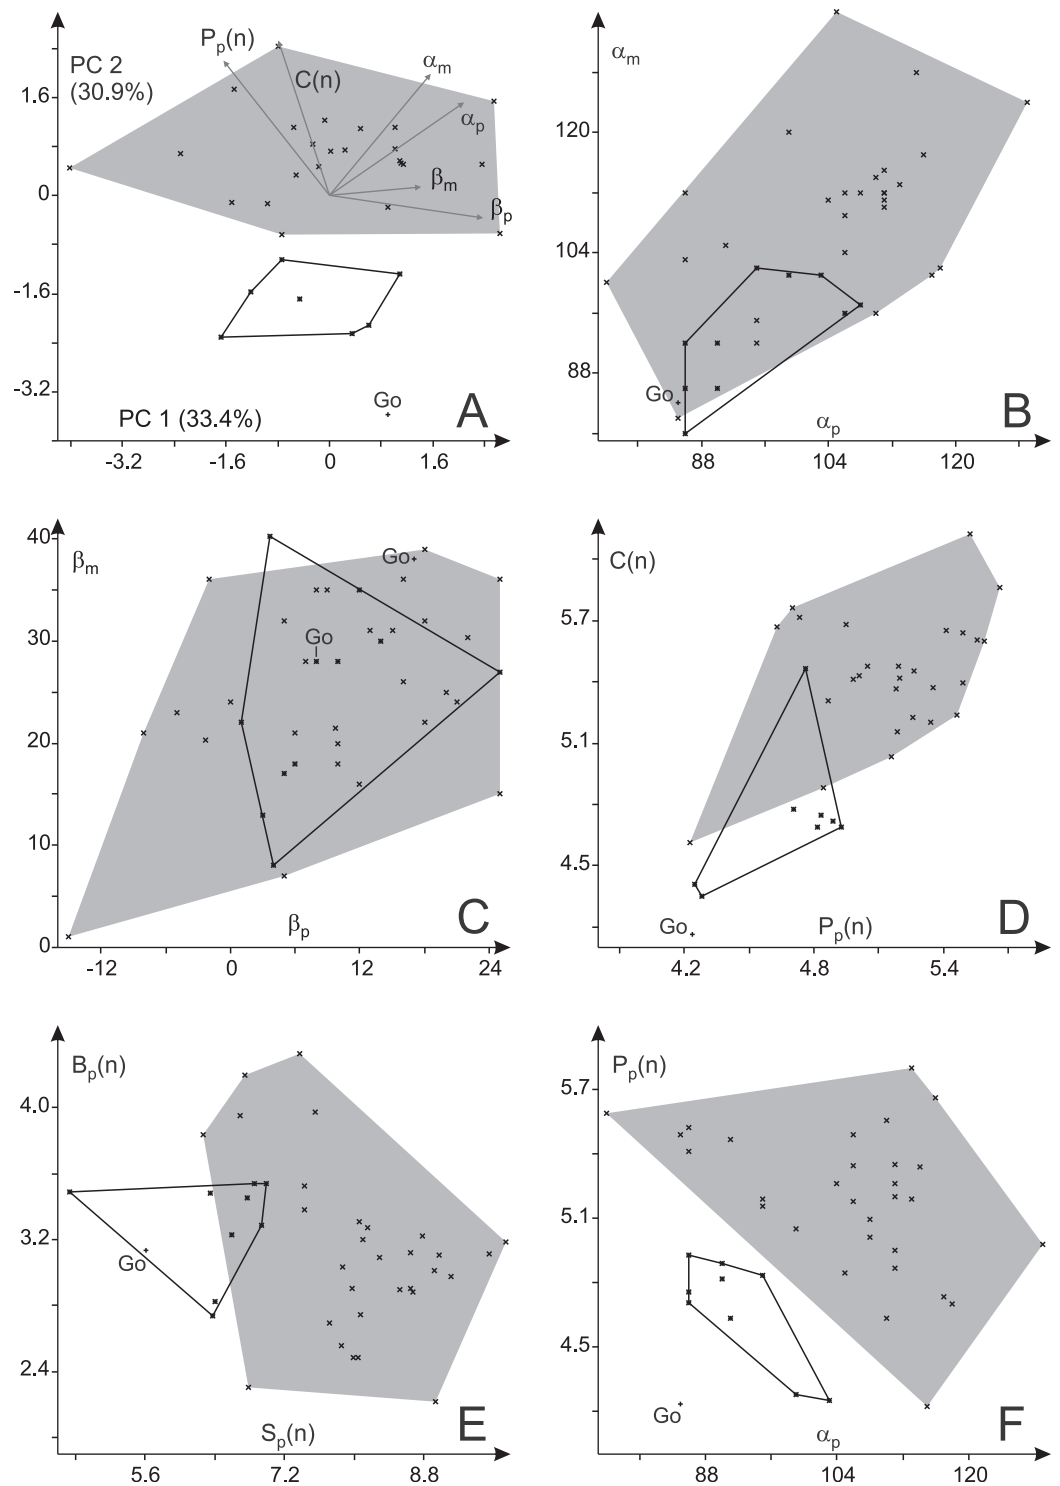 PC 2
(30.9%)
1.6
0
-1.6
-3.2
Pp(n)
C(n)
αm
αp
βm
βp
Go
PC 1 (33.4%)
A
-3.2 -1.6 0 1.6
αm
120
104
88
Go
αp
B
88 104 120
βm
40
30
20
10
0
Go
Go
βp
C
-12 0 12 24
C(n)
5.7
5.1
4.5
Go
Pp(n)
D
4.2 4.8 5.4
Bp(n)
4.0
3.2
2.4
Go
Sp(n)
E
5.6 7.2 8.8
Pp(n)
5.7
5.1
4.5
Go
αp
F
88 104 120